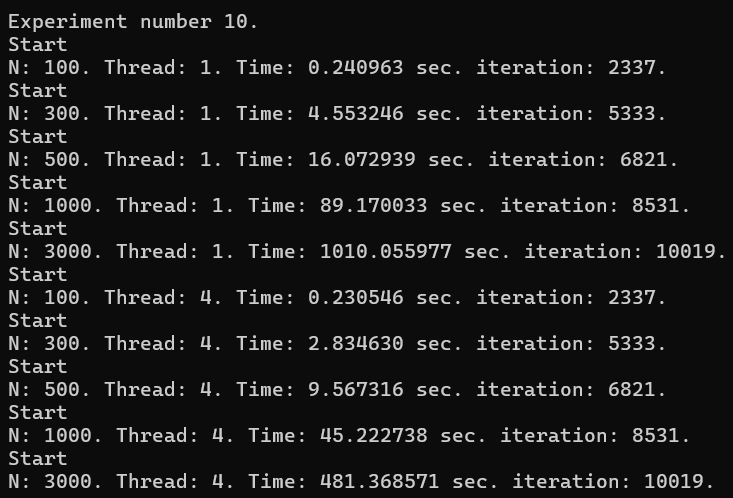 Experiment number 10.
Start
N: 100. Thread: 1. Time: 0.240963 sec. iteration: 2337.
Start
N: 300. Thread: 1. Time: 4.553246 sec. iteration: 5333.
Start
N: 500. Thread: 1. Time: 16.072939 sec. iteration: 6821.
Start
N: 1000. Thread: 1. Time: 89.170033 sec. iteration: 8531.
Start
N: 3000. Thread: 1. Time: 1010.055977 sec. iteration: 10019.
Start
N: 100. Thread: 4. Time: 0.230546 sec. iteration: 2337.
Start
N: 300. Thread: 4. Time: 2.834630 sec. iteration: 5333.
Start
N: 500. Thread: 4. Time: 9.567316 sec. iteration: 6821.
Start
N: 1000. Thread: 4. Time: 45.222738 sec. iteration: 8531.
Start
N: 3000. Thread: 4. Time: 481.368571 sec. iteration: 10019.